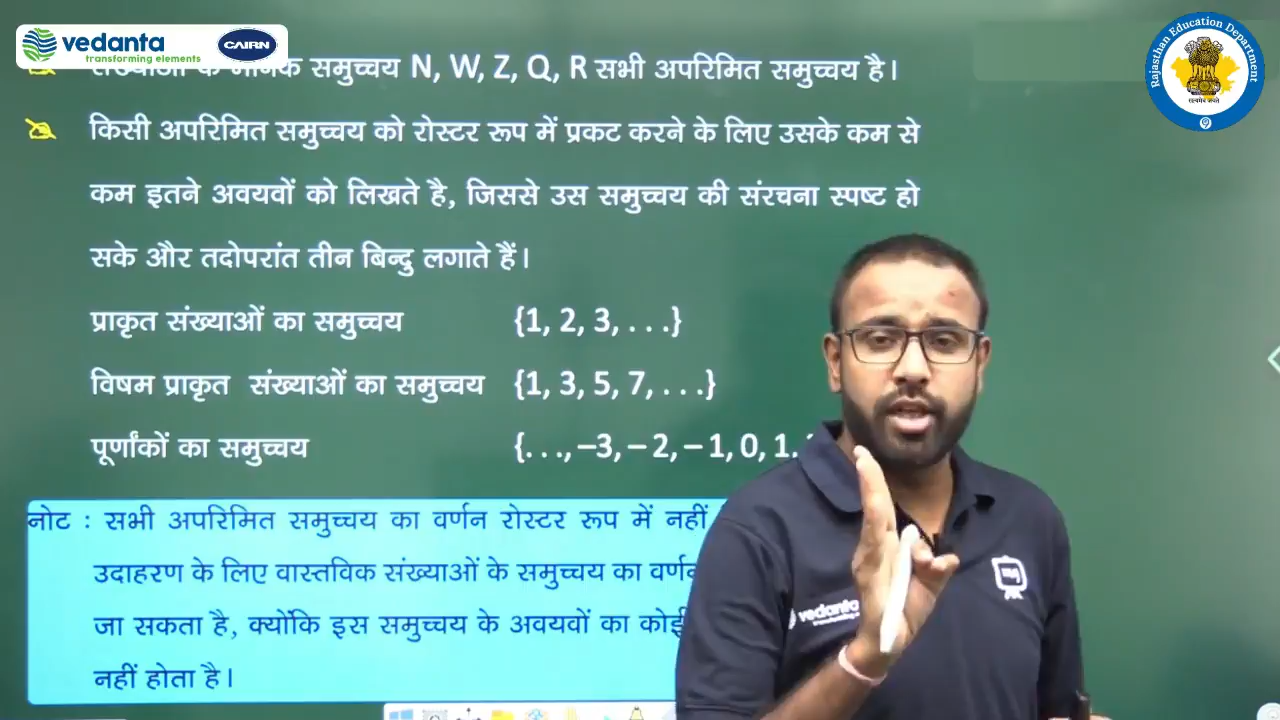 vedanta
transforming elements
CAIRN
Rajasthan Education Department
सत्यमेव जयते
समुच्चय N, W, Z, Q, R सभी अपरिमित समुच्चय है।
किसी अपरिमित समुच्चय को रोस्टर रूप में प्रकट करने के लिए उसके कम से
कम इतने अवयवों को लिखते है, जिससे उस समुच्चय की संरचना स्पष्ट हो
सके और तदोपरांत तीन बिन्दु लगाते हैं।
प्राकृत संख्याओं का समुच्चय {1, 2, 3, . . .}
विषम प्राकृत संख्याओं का समुच्चय {1, 3, 5, 7, . . .}
पूर्णांकों का समुच्चय {. . ., –3, – 2, – 1, 0, 1,
नोट : सभी अपरिमित समुच्चय का वर्णन रोस्टर रूप में नहीं
उदाहरण के लिए वास्तविक संख्याओं के समुच्चय का वर्णन
जा सकता है, क्योंकि इस समुच्चय के अवयवों का कोई
नहीं होता है।
vedanta